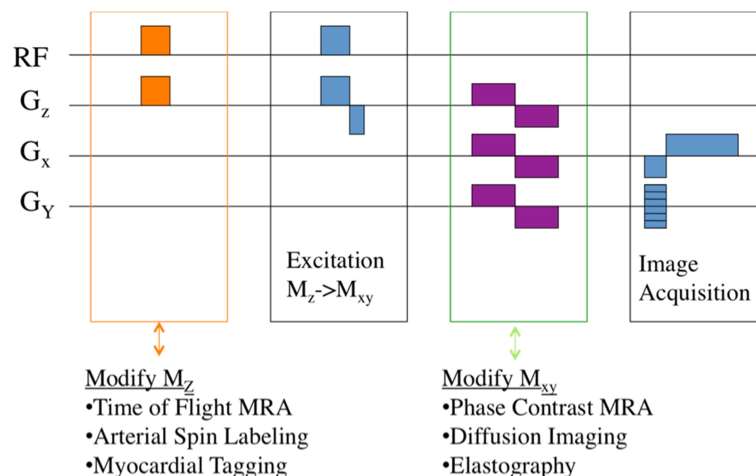 RF
Gz
Gx
GY
Excitation
Mz->Mxy
Image
Acquisition
Modify MZ
•Time of Flight MRA
•Arterial Spin Labeling
•Myocardial Tagging
Modify Mxy
•Phase Contrast MRA
•Diffusion Imaging
•Elastography